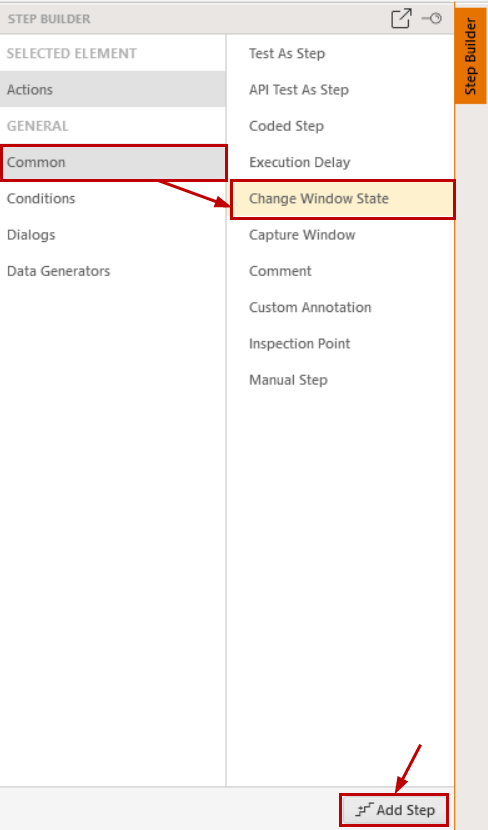 STEP BUILDER
SELECTED ELEMENT
Actions
GENERAL
Common
Conditions
Dialogs
Data Generators
Test As Step
API Test As Step
Coded Step
Execution Delay
Change Window State
Capture Window
Comment
Custom Annotation
Inspection Point
Manual Step
Add Step
Step Builder